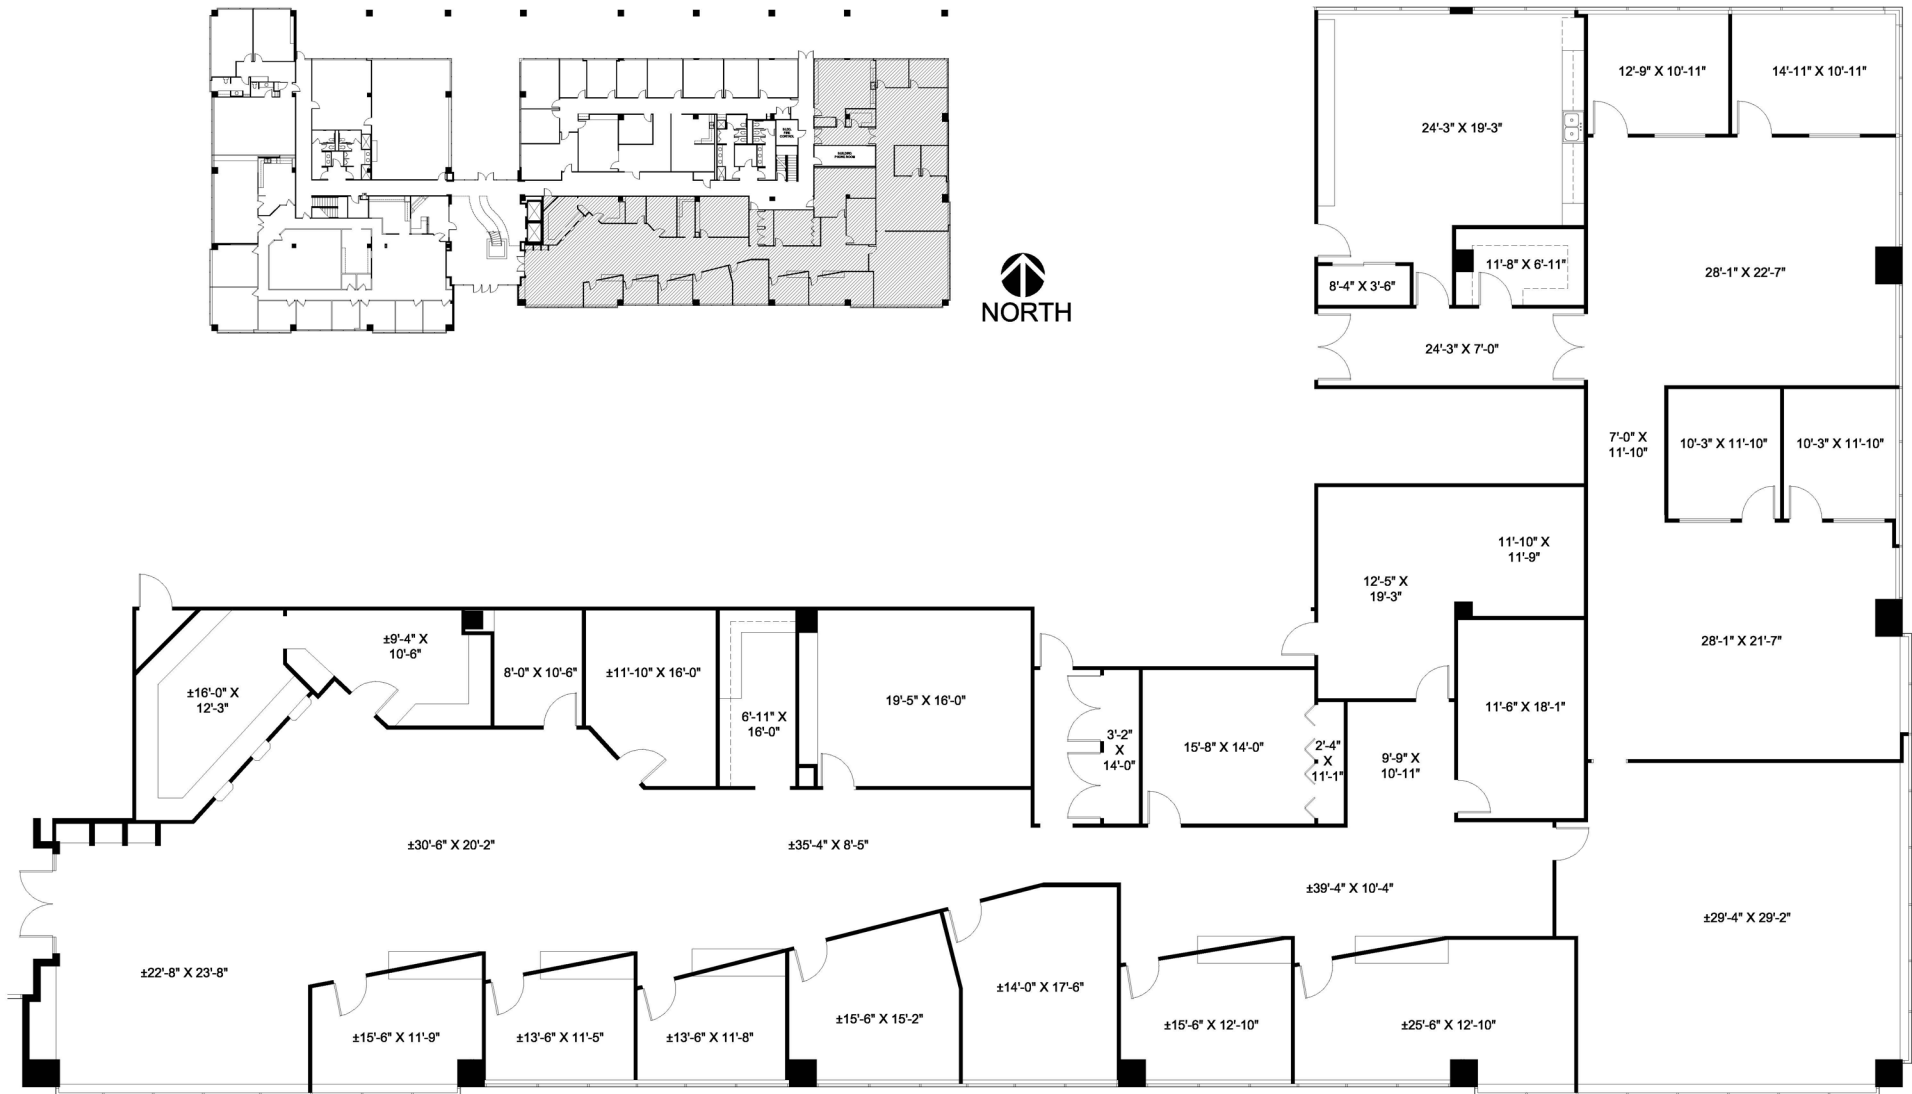 BLDG.
FIRE
CONTROL
BUILDING
PHONE ROOM
NORTH
12'-9" X 10'-11"
14'-11" X 10'-11"
24'-3" X 19'-3"
11'-8" X 6'-11"
8'-4" X 3'-6"
28'-1" X 22'-7"
24'-3" X 7'-0"
7'-0" X
11'-10"
10'-3" X 11'-10"
10'-3" X 11'-10"
11'-10" X
11'-9"
12'-5" X
19'-3"
28'-1" X 21'-7"
±9'-4" X
10'-6"
8'-0" X 10'-6"
±11'-10" X 16'-0"
±16'-0" X
12'-3"
6'-11" X
16'-0"
19'-5" X 16'-0"
3'-2"
X
14'-0"
15'-8" X 14'-0"
2'-4"
X
11'-1"
9'-9" X
10'-11"
11'-6" X 18'-1"
±30'-6" X 20'-2"
±35'-4" X 8'-5"
±39'-4" X 10'-4"
±29'-4" X 29'-2"
±22'-8" X 23'-8"
±15'-6" X 11'-9"
±13'-6" X 11'-5"
±13'-6" X 11'-8"
±15'-6" X 15'-2"
±14'-0" X 17'-6"
±15'-6" X 12'-10"
±25'-6" X 12'-10"